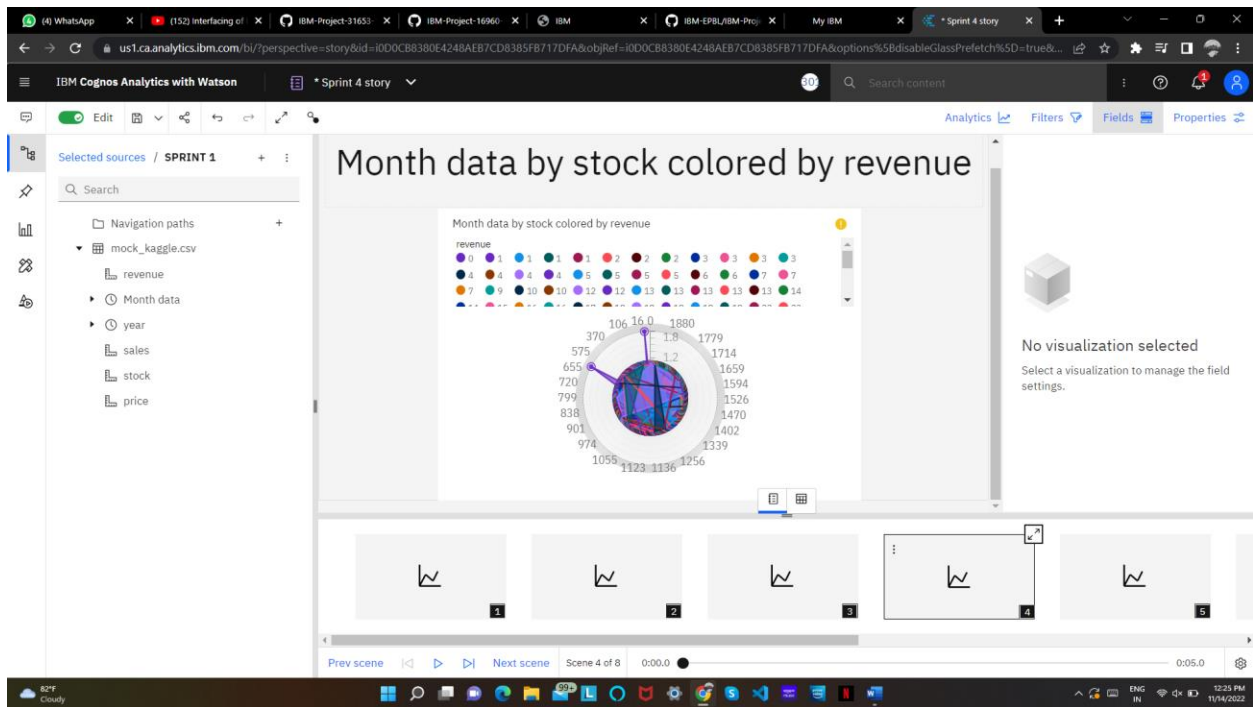 (4) WhatsApp
(152) Interfacing of
IBM-Project-31653-
IBM-Project-16960-
IBM
IBM-EPBL/IBM-Proje
My IBM
* Sprint 4 story
us1.ca.analytics.ibm.com/bi/?perspective=story&id=i0D0CB8380E4248AEB7CD8385FB717DFA&objRef=i0D0CB8380E4248AEB7CD8385FB717DFA&options%5BdisableGlassPrefetch%5D=true&...
IBM Cognos Analytics with Watson
* Sprint 4 story
Search content
1
Edit
Analytics
Filters
Fields
Properties
Selected sources / SPRINT 1
Search
Navigation paths
mock_kaggle.csv
revenue
Month data
year
sales
stock
price
Month data by stock colored by revenue
Month data by stock colored by revenue
revenue
0 1 1 1 1 2 2 2 3 3 3 3
4 4 4 4 5 5 5 5 6 6 7 7
7 9 10 10 12 12 13 13 13 13 13 14
106 16 0 1880
370 1.8 1779
575 1.2 1714
655 1659
720 1594
799 1526
838 1470
901 1402
974 1339
1055 1123 1136 1256
No visualization selected
Select a visualization to manage the field
settings.
1
2
3
4
5
Prev scene
Next scene
Scene 4 of 8
0:00.0
0:05.0
82°F
Cloudy
99+
ENG
IN
12:25 PM
11/14/2022